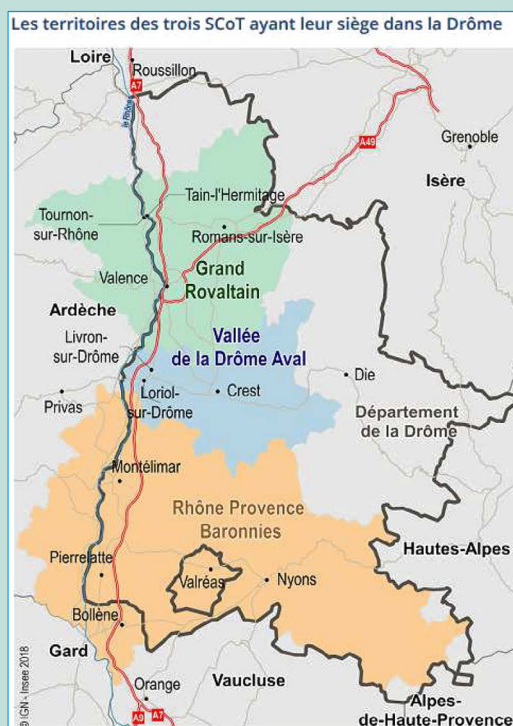 Les territoires des trois SCoT ayant leur siège dans la Drôme
Loire
Roussillon
A7
le Rhône
Grenoble
A49
Isère
Tain-l'Hermitage
Tournon-
sur-Rhône
Romans-sur-Isère
Valence
Grand
Rovaltain
Ardèche
Livron-
sur-Drôme
Vallée
de la Drôme Aval
Die
Privas
Loriol-
sur-Drôme
Crest
Département
de la Drôme
Montélimar
Rhône Provence
Baronnies
Hautes-Alpes
Pierrelatte
Valréas
Nyons
Bollène
Gard
Vaucluse
Orange
Alpes-
de-Haute-Provence
A9
A7
© IGN - Insee 2018